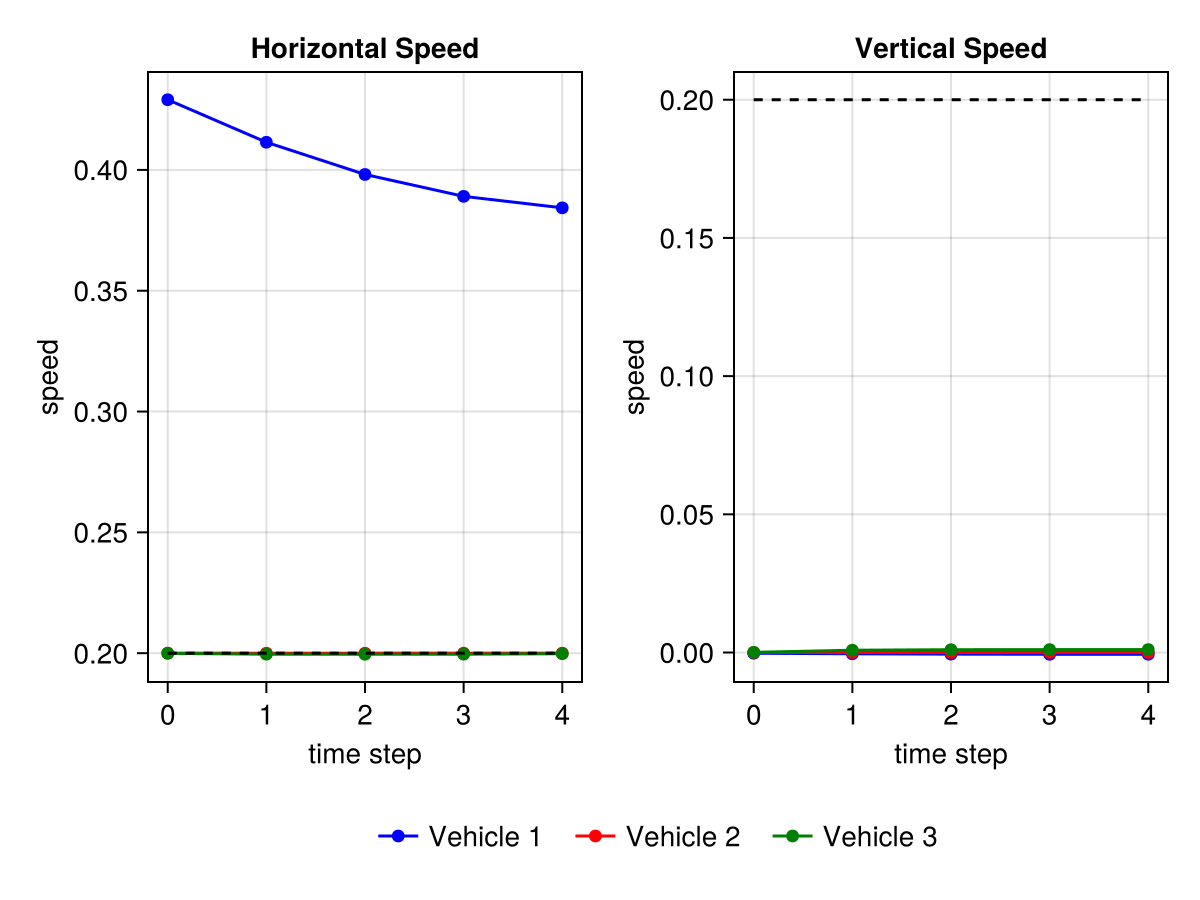 Horizontal Speed
speed
0.40
0.35
0.30
0.25
0.20
0 1 2 3 4
time step
Vertical Speed
speed
0.20
0.15
0.10
0.05
0.00
0 1 2 3 4
time step
Vehicle 1 Vehicle 2 Vehicle 3